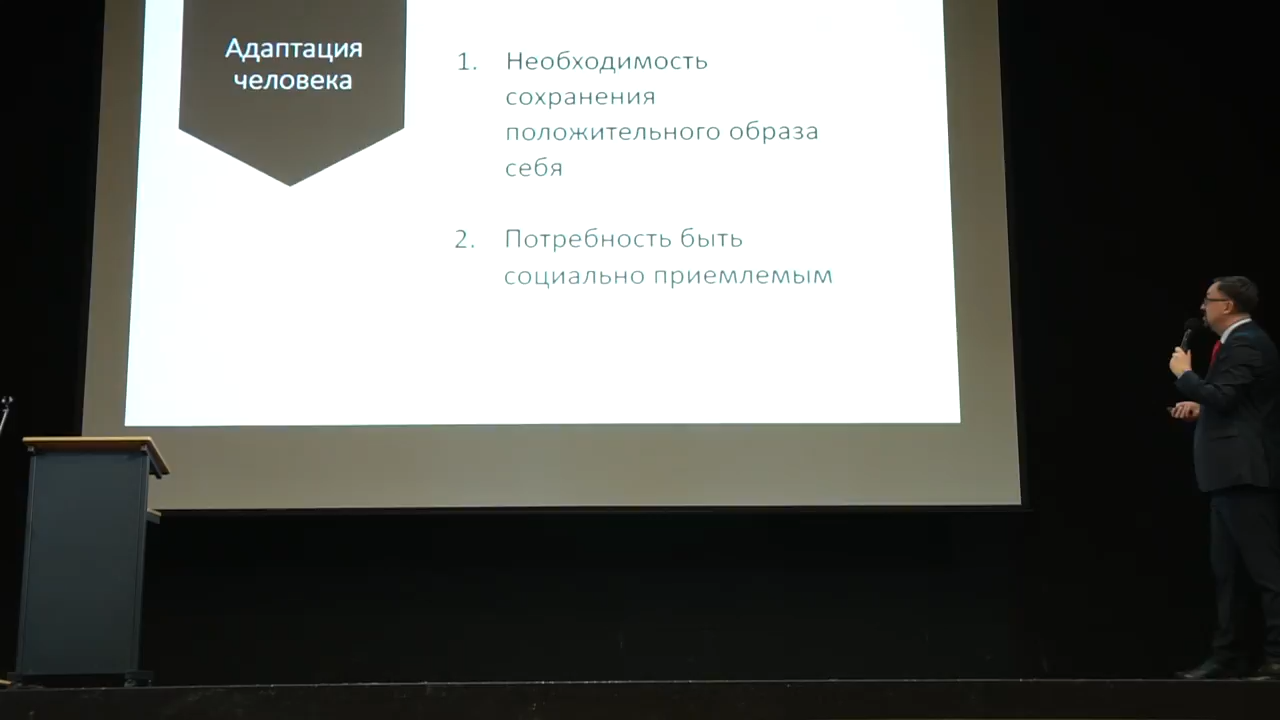 Адаптация
человека
1. Необходимость
сохранения
положительного образа
себя
2. Потребность быть
социально приемлемым